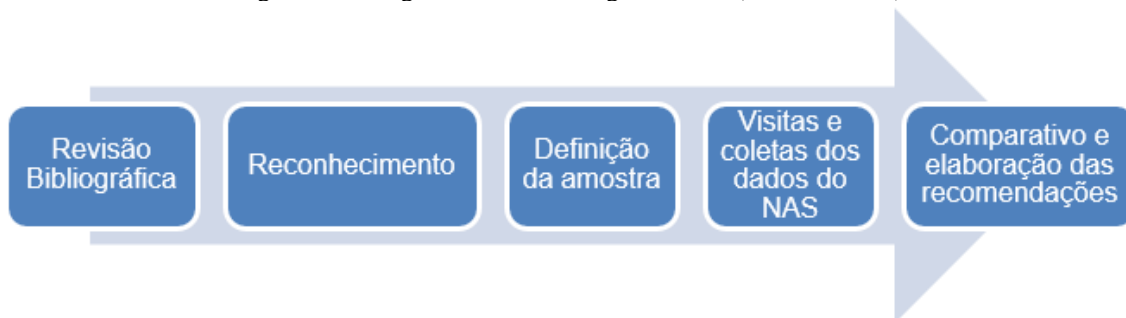 Revisão
Bibliográfica
Reconhecimento
Definição
da amostra
Visitas e
coletas dos
dados do
NAS
Comparativo e
elaboração das
recomendações